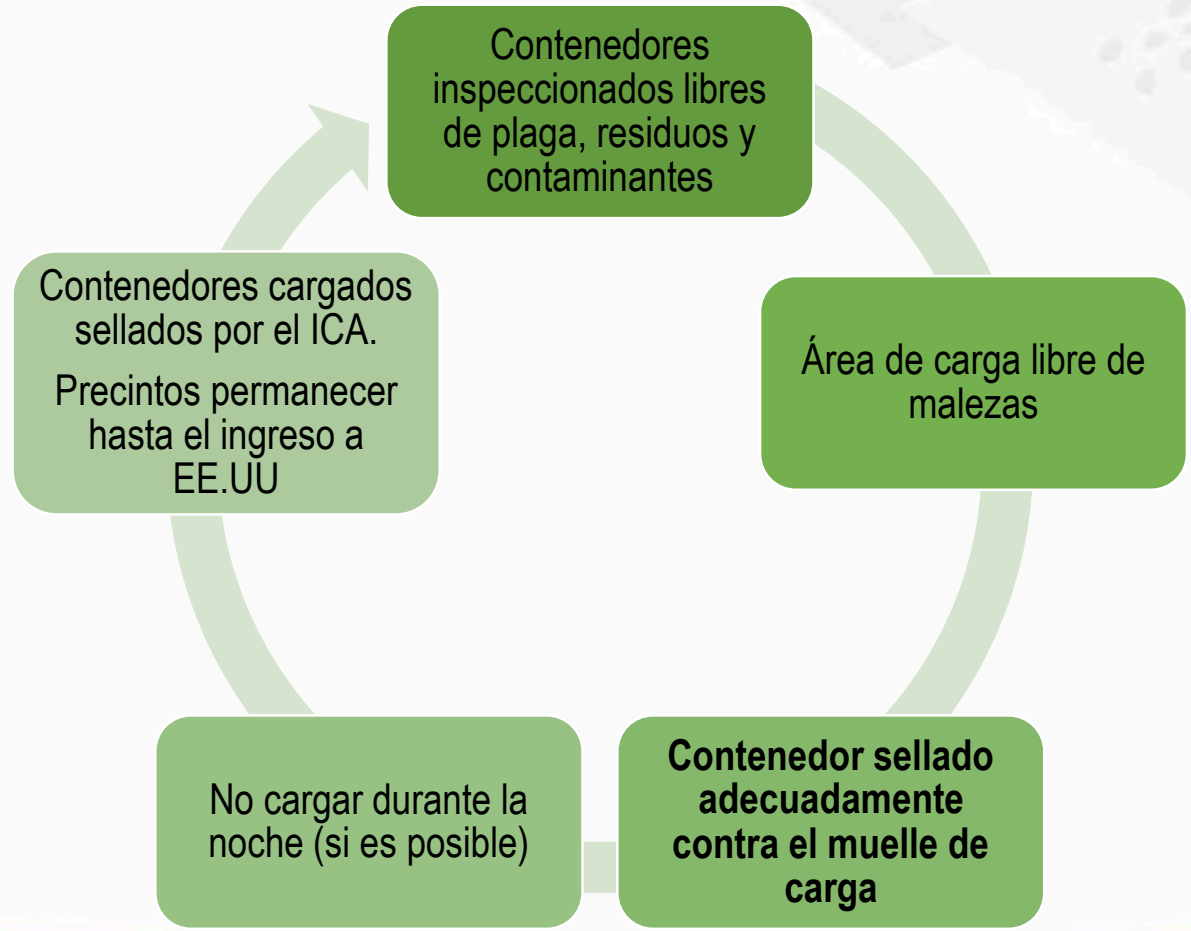 Contenedores
inspeccionados libres
de plaga, residuos y
contaminantes
Área de carga libre de
malezas
Contenedor sellado
adecuadamente
contra el muelle de
carga
No cargar durante la
noche (si es posible)
Contenedores cargados
sellados por el ICA.
Precintos permanecer
hasta el ingreso a
EE.UU